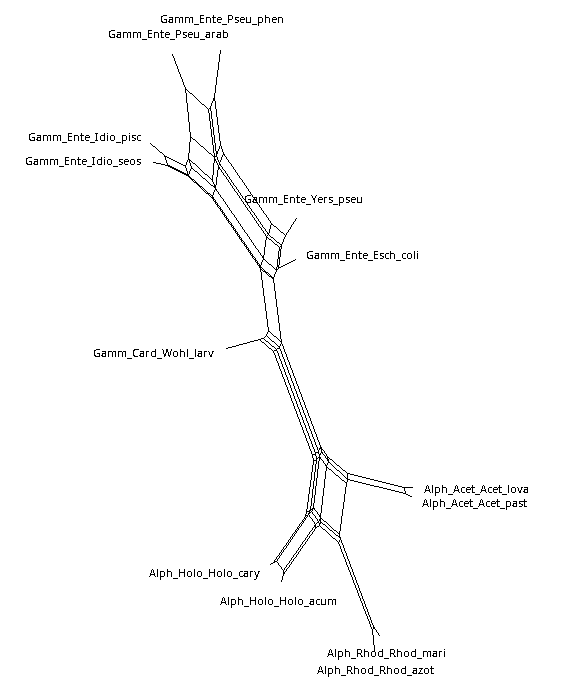 Gamm_Ente_Pseu_phen
Gamm_Ente_Pseu_arab
Gamm_Ente_Idio_pisc
Gamm_Ente_Idio_seos
Gamm_Ente_Yers_pseu
Gamm_Ente_Esch_coli
Gamm_Card_Wohl_larv
Alph_Acet_Acet_lova
Alph_Acet_Acet_past
Alph_Holo_Holo_cary
Alph_Holo_Holo_acum
Alph_Rhod_Rhod_mari
Alph_Rhod_Rhod_azot